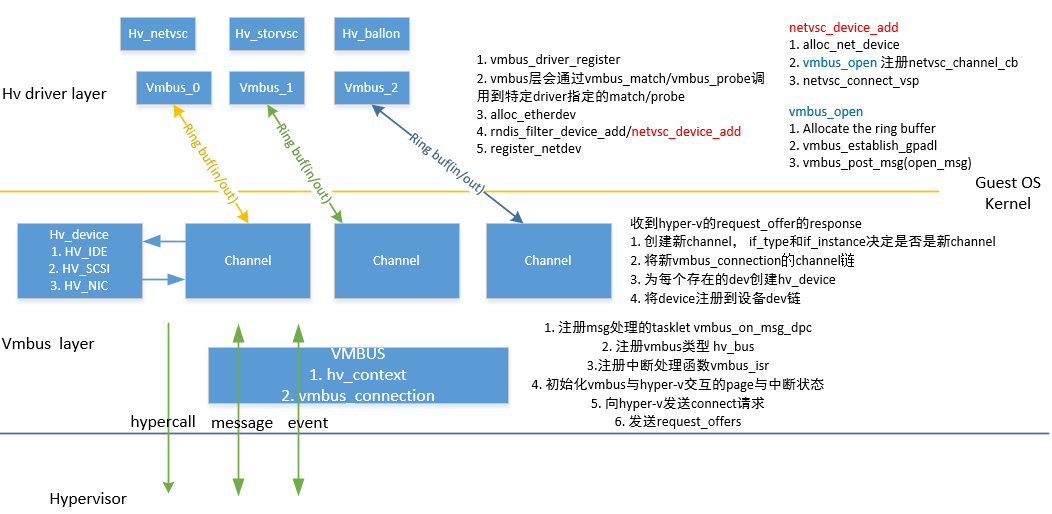 Hv_netsvc
Hv_storvsc
Hv_ballon
Hv driver layer
Vmbus_0
Vmbus_1
Vmbus_2
Ring buf(in/out)
Ring buf(in/out)
Ring buf(in/out)
1. vmbus_driver_register
2. vmbus层会通过vmbus_match/vmbus_probe调
用到特定driver指定的match/probe
3. alloc_etherdev
4. rndis_filter_device_add/netsvc_device_add
5. register_netdev
netvsc_device_add
1. alloc_net_device
2. vmbus_open 注册netvsc_channel_cb
3. netvsc_connect_vsp
vmbus_open
1. Allocate the ring buffer
2. vmbus_establish_gpadl
3. vmbus_post_msg(open_msg)
Guest OS
Kernel
Hv_device
1. HV_IDE
2. HV_SCSI
3. HV_NIC
Channel
Channel
Channel
收到hyper-v的request_offer的response
1. 创建新channel， if_type和if_instance决定是否是新channel
2. 将新vmbus_connection的channel链
3. 为每个存在的dev创建hv_device
4. 将device注册到设备dev链
Vmbus layer
VMBUS
1. hv_context
2. vmbus_connection
1. 注册msg处理的tasklet vmbus_on_msg_dpc
2. 注册vmbus类型 hv_bus
3.注册中断处理函数vmbus_isr
4. 初始化vmbus与hyper-v交互的page与中断状态
5. 向hyper-v发送connect请求
6. 发送request_offers
hypercall
message
event
Hypervisor